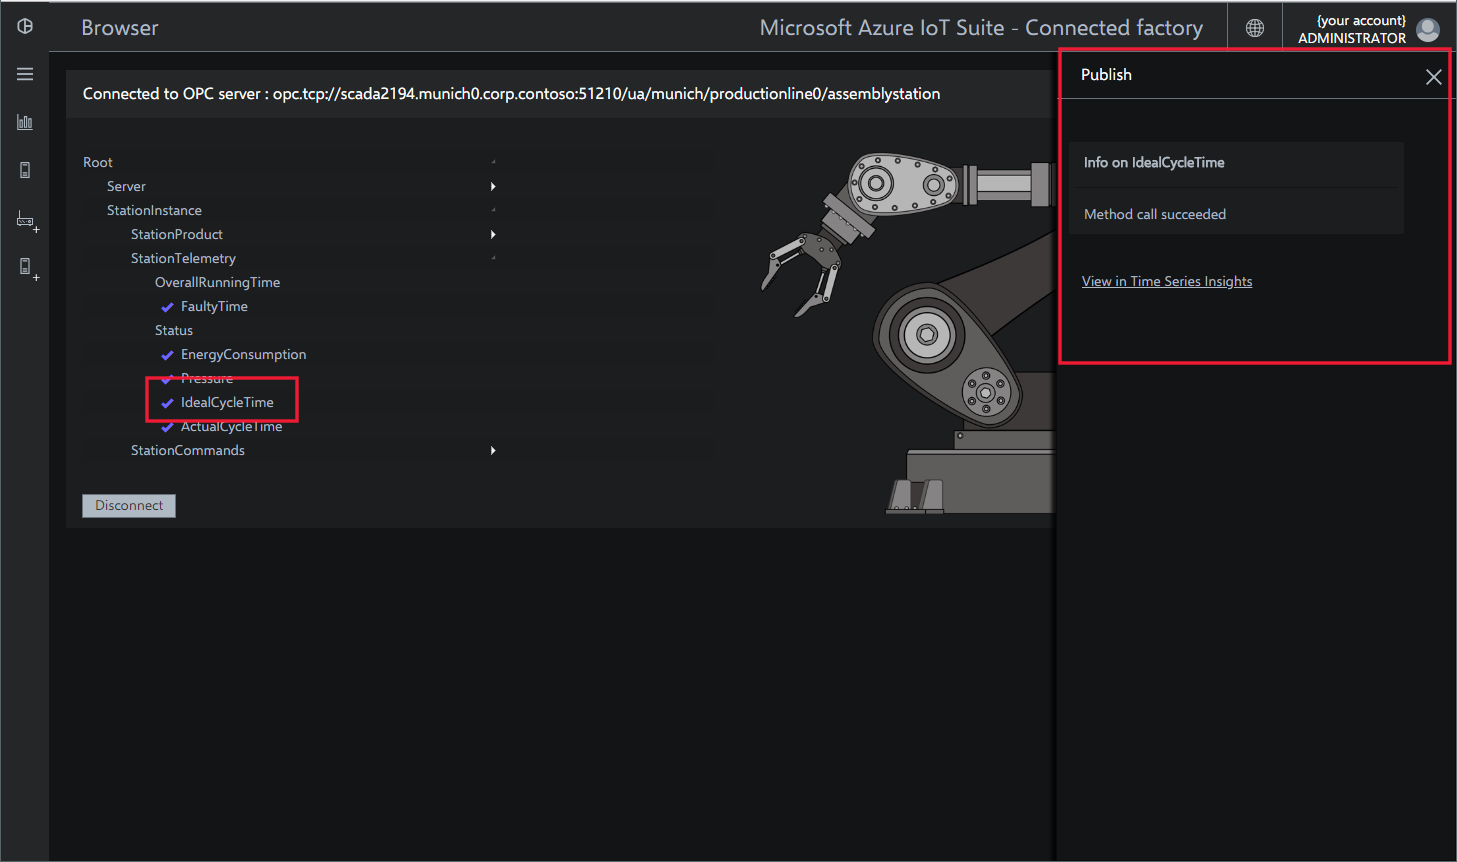 Browser
Microsoft Azure IoT Suite - Connected factory
{your account}
ADMINISTRATOR
Connected to OPC server : opc.tcp://scada2194.munich0.corp.contoso:51210/ua/munich/productionline0/assemblystation
Root
Server
StationInstance
StationProduct
StationTelemetry
OverallRunningTime
FaultyTime
Status
EnergyConsumption
Pressure
IdealCycleTime
ActualCycleTime
StationCommands
Disconnect
Publish
Info on IdealCycleTime
Method call succeeded
View in Time Series Insights